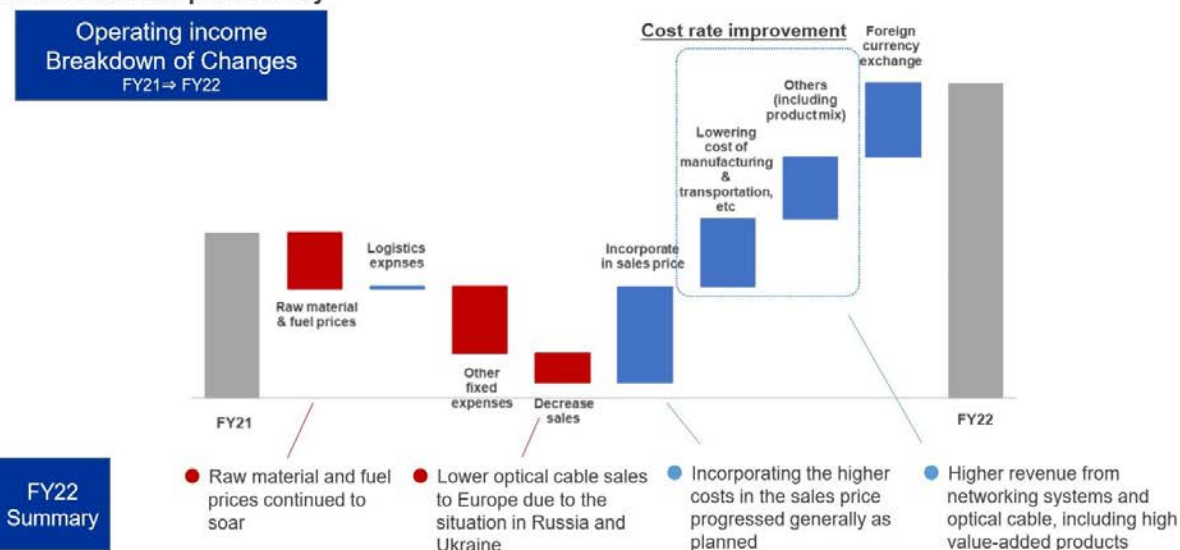 Operating income
Breakdown of Changes
FY21⇒ FY22
Cost rate improvement
Foreign
currency
exchange
Others
(including
product mix)
Lowering
cost of
manufacturing
&
transportation,
etc
Incorporate
in sales price
Logistics
expnses
Raw material
& fuel prices
Other
fixed
expenses
Decrease
sales
FY21
FY22
FY22
Summary
● Raw material and fuel
prices continued to
soar
● Lower optical cable sales
to Europe due to the
situation in Russia and
Ukraine
● Incorporating the higher
costs in the sales price
progressed generally as
planned
● Higher revenue from
networking systems and
optical cable, including high
value-added products